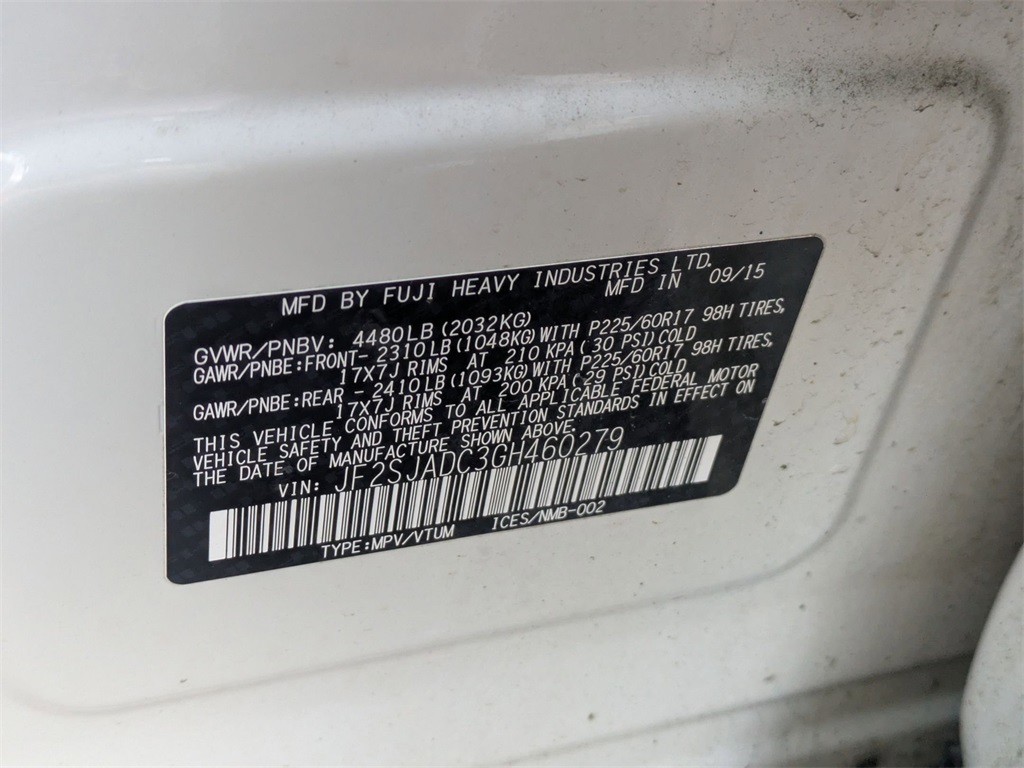 MFD BY FUJI HEAVY INDUSTRIES LTD.
MFD IN 09/15
GVWR/PNBV: 4480LB(2032KG)
GAWR/PNBE:FRONT- 2310LB(1048KG)WITH P225/60R17 98H TIRES,
17X7J RIMS AT 210 KPA(30 PSI)COLD
GAWR/PNBE:REAR - 2410LB(1093KG)WITH P225/60R17 98H TIRES,
17X7J RIMS AT 200 KPA(29 PSI)COLD
THIS VEHICLE CONFORMS TO ALL APPLICABLE FEDERAL MOTOR
VEHICLE SAFETY AND THEFT PREVENTION STANDARDS IN EFFECT ON
THE DATE OF MANUFACTURE SHOWN ABOVE.
VIN: JF2SJADC3GH460279
TYPE:MPV/VTUM ICES/NMB-002